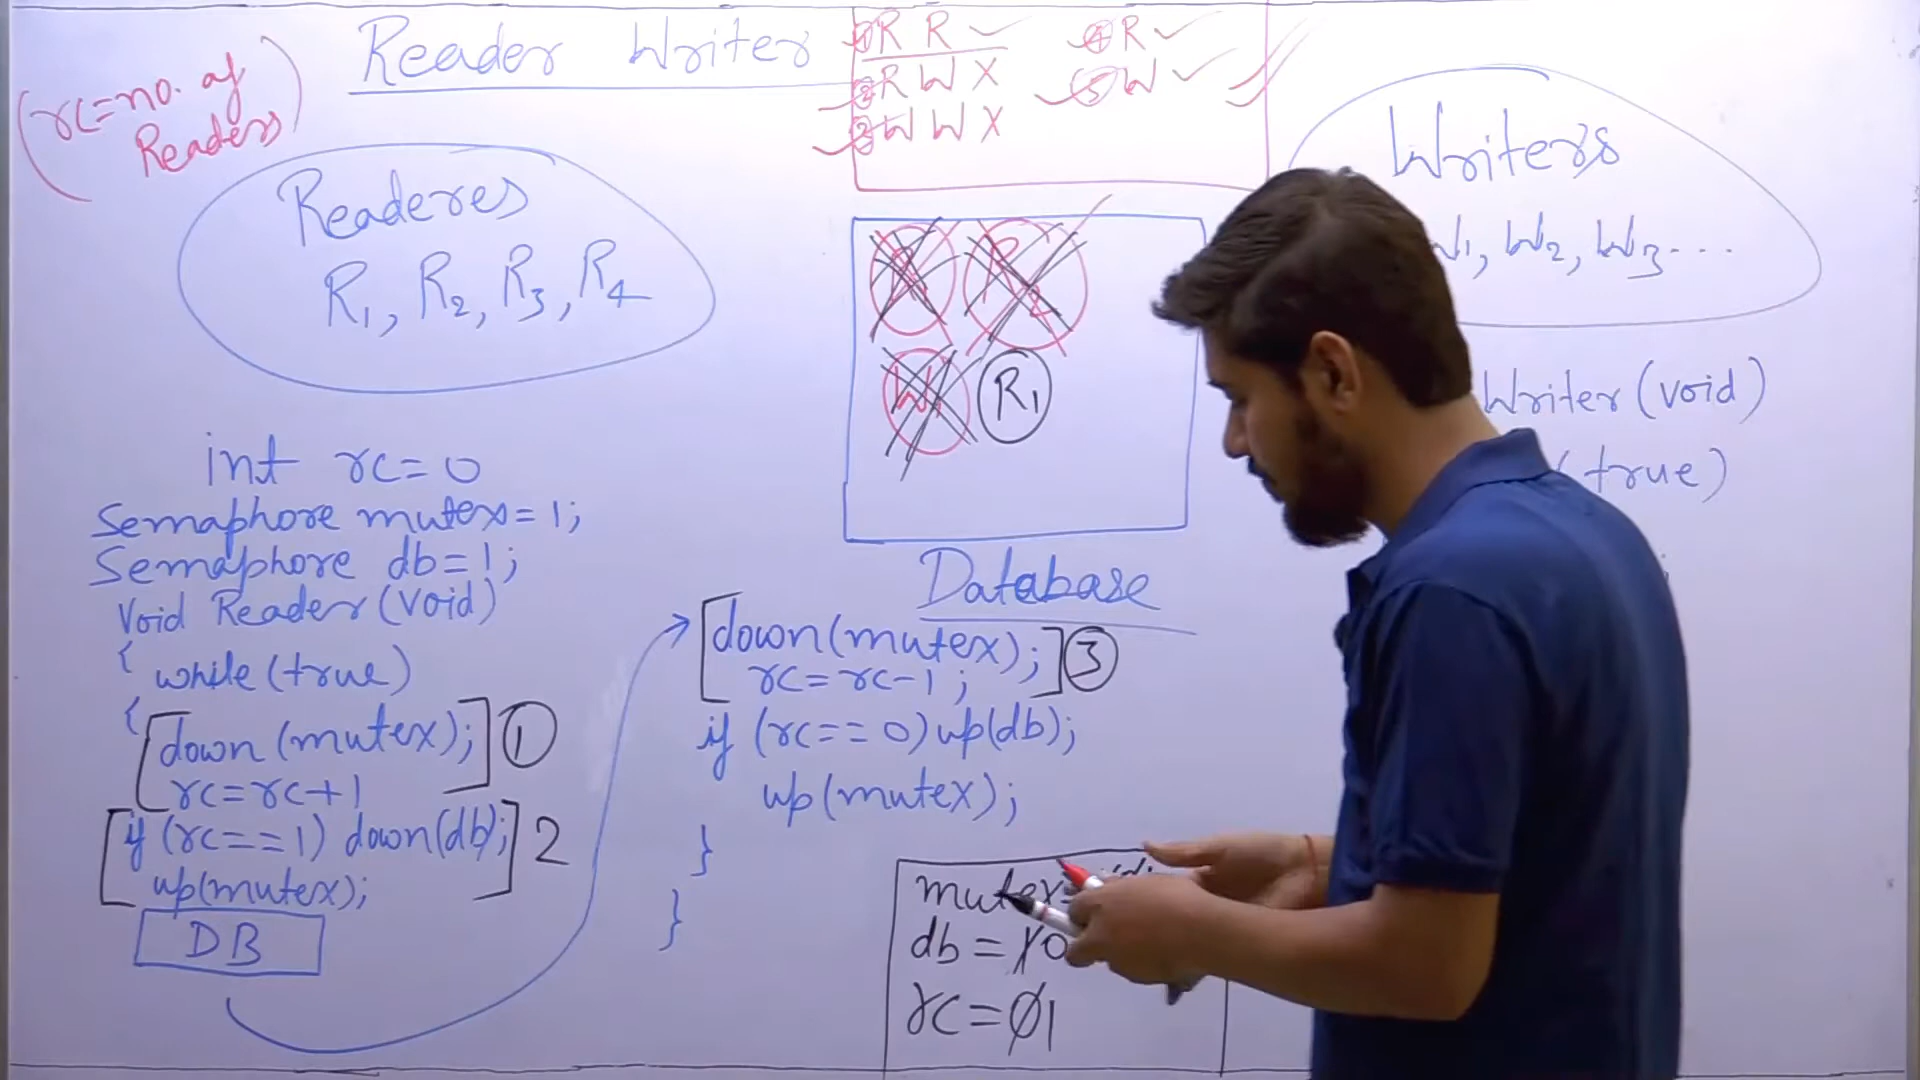 Reader Writer
(rc=no. of
Readers)
① R R ✓
② R W X
③ W W X
④ R ✓
⑤ W ✓
Readeres
R1, R2, R3, R4
Writers
W1, W2, W3 ....
R
R2
W
R1
Database
int rc=0
Semaphore mutex=1;
Semaphore db=1;
Void Reader(void)
{ while(true)
{
down (mutex); ①
rc=rc+1
if (rc==1) down(db); 2
up(mutex);
DB
down(mutex); ③
rc=rc-1;
if (rc==0)up(db);
up(mutex);
}
}
mutex
db=10
rc=01
Writer(void)
(true)